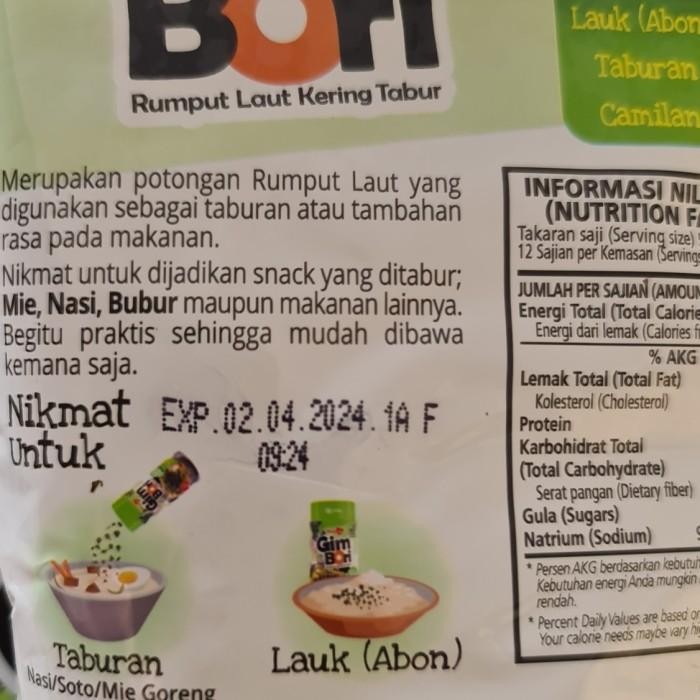 Bori
Rumput Laut Kering Tabur
Lauk (Abon
Taburan
Camilan
Merupakan potongan Rumput Laut yang
digunakan sebagai taburan atau tambahan
rasa pada makanan.
Nikmat untuk dijadikan snack yang ditabur;
Mie, Nasi, Bubur maupun makanan lainnya.
Begitu praktis sehingga mudah dibawa
kemana saja.
Nikmat
Untuk
EXP.02.04.2024.1A F
09:24
Gim
Bori
Gim
Bori
Taburan
Nasi/Soto/Mie Goreng
Lauk (Abon)
INFORMASI NIL
(NUTRITION FA
Takaran saji (Serving size)
12 Sajian per Kemasan (Servings
JUMLAH PER SAJIAN (AMOUN
Energi Total (Total Calorie
Energi dari lemak (Calories f
% AKG
Lemak Total (Total Fat)
Kolesterol (Cholesterol)
Protein
Karbohidrat Total
(Total Carbohydrate)
Serat pangan (Dietary fiber)
Gula (Sugars)
Natrium (Sodium)
* Persen AKG berdasarkan kebutuh
Kebutuhan energi Anda mungkin
rendah.
* Percent Daily Values are based on
Your calorie needs maybe vary hi